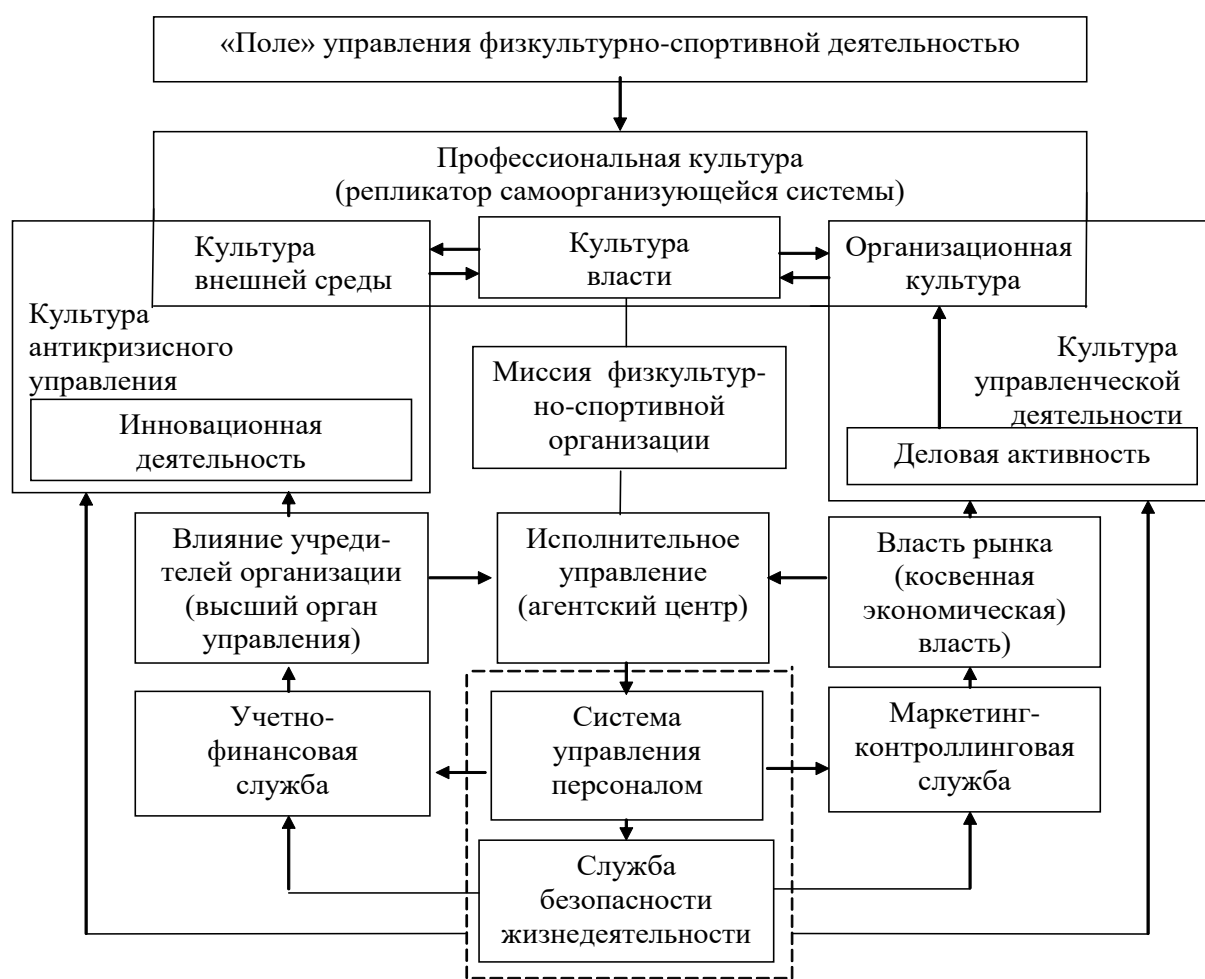 «Поле» управления физкультурно-спортивной деятельностью
Профессиональная культура
(репликатор самоорганизующейся системы)
Культура
внешней среды
Культура
власти
Организационная
культура
Культура
антикризисного
управления
Миссия физкультур-
но-спортивной
организации
Культура
управленческой
деятельности
Инновационная
деятельность
Деловая активность
Влияние учреди-
телей организации
(высший орган
управления)
Исполнительное
управление
(агентский центр)
Власть рынка
(косвенная
экономическая)
власть)
Учетно-
финансовая
служба
Система
управления
персоналом
Маркетинг-
контроллинговая
служба
Служба
безопасности
жизнедеятельности